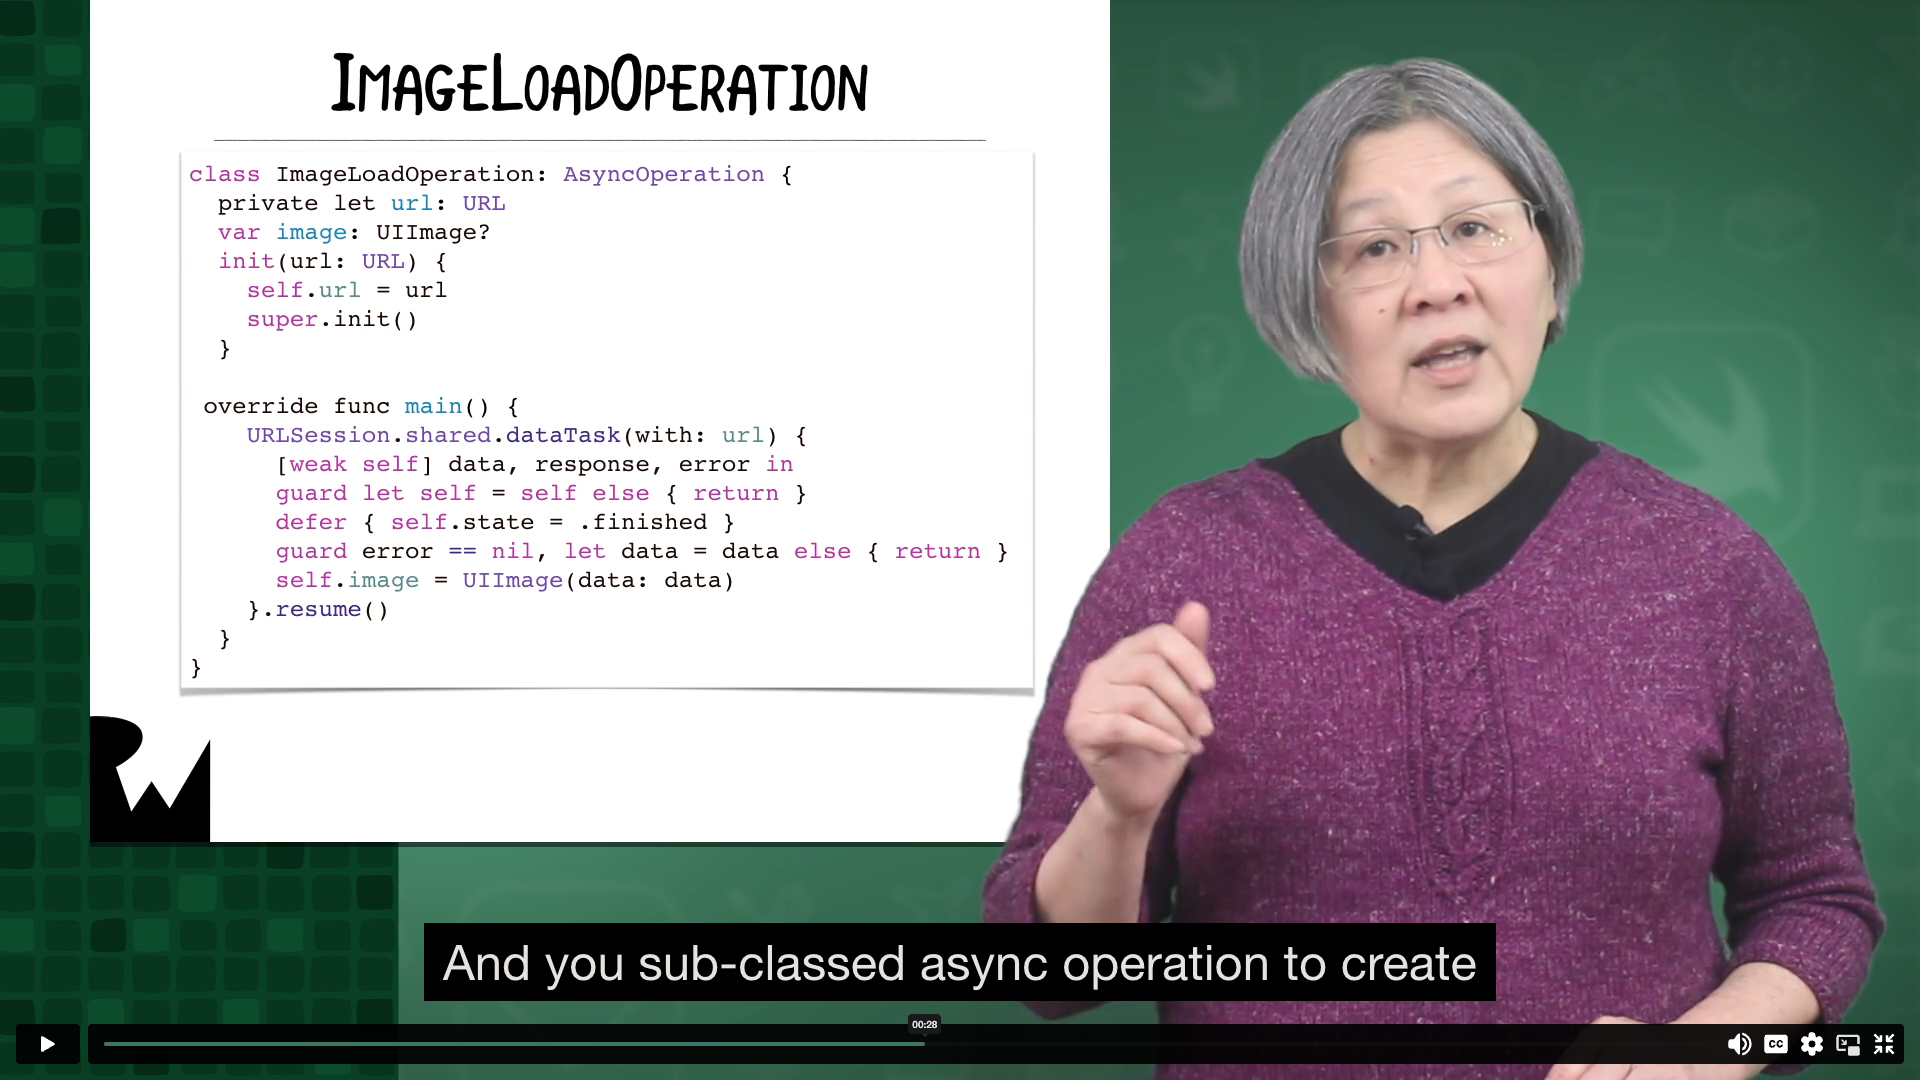 ImageLoadOperation
class ImageLoadOperation: AsyncOperation {
  private let url: URL
  var image: UIImage?
  init(url: URL) {
    self.url = url
    super.init()
  }
 override func main() {
    URLSession.shared.dataTask(with: url) {
      [weak self] data, response, error in
      guard let self = self else { return }
      defer { self.state = .finished }
      guard error == nil, let data = data else { return }
      self.image = UIImage(data: data)
    }.resume()
  }
}
RW
And you sub-classed async operation to create
00:28
CC